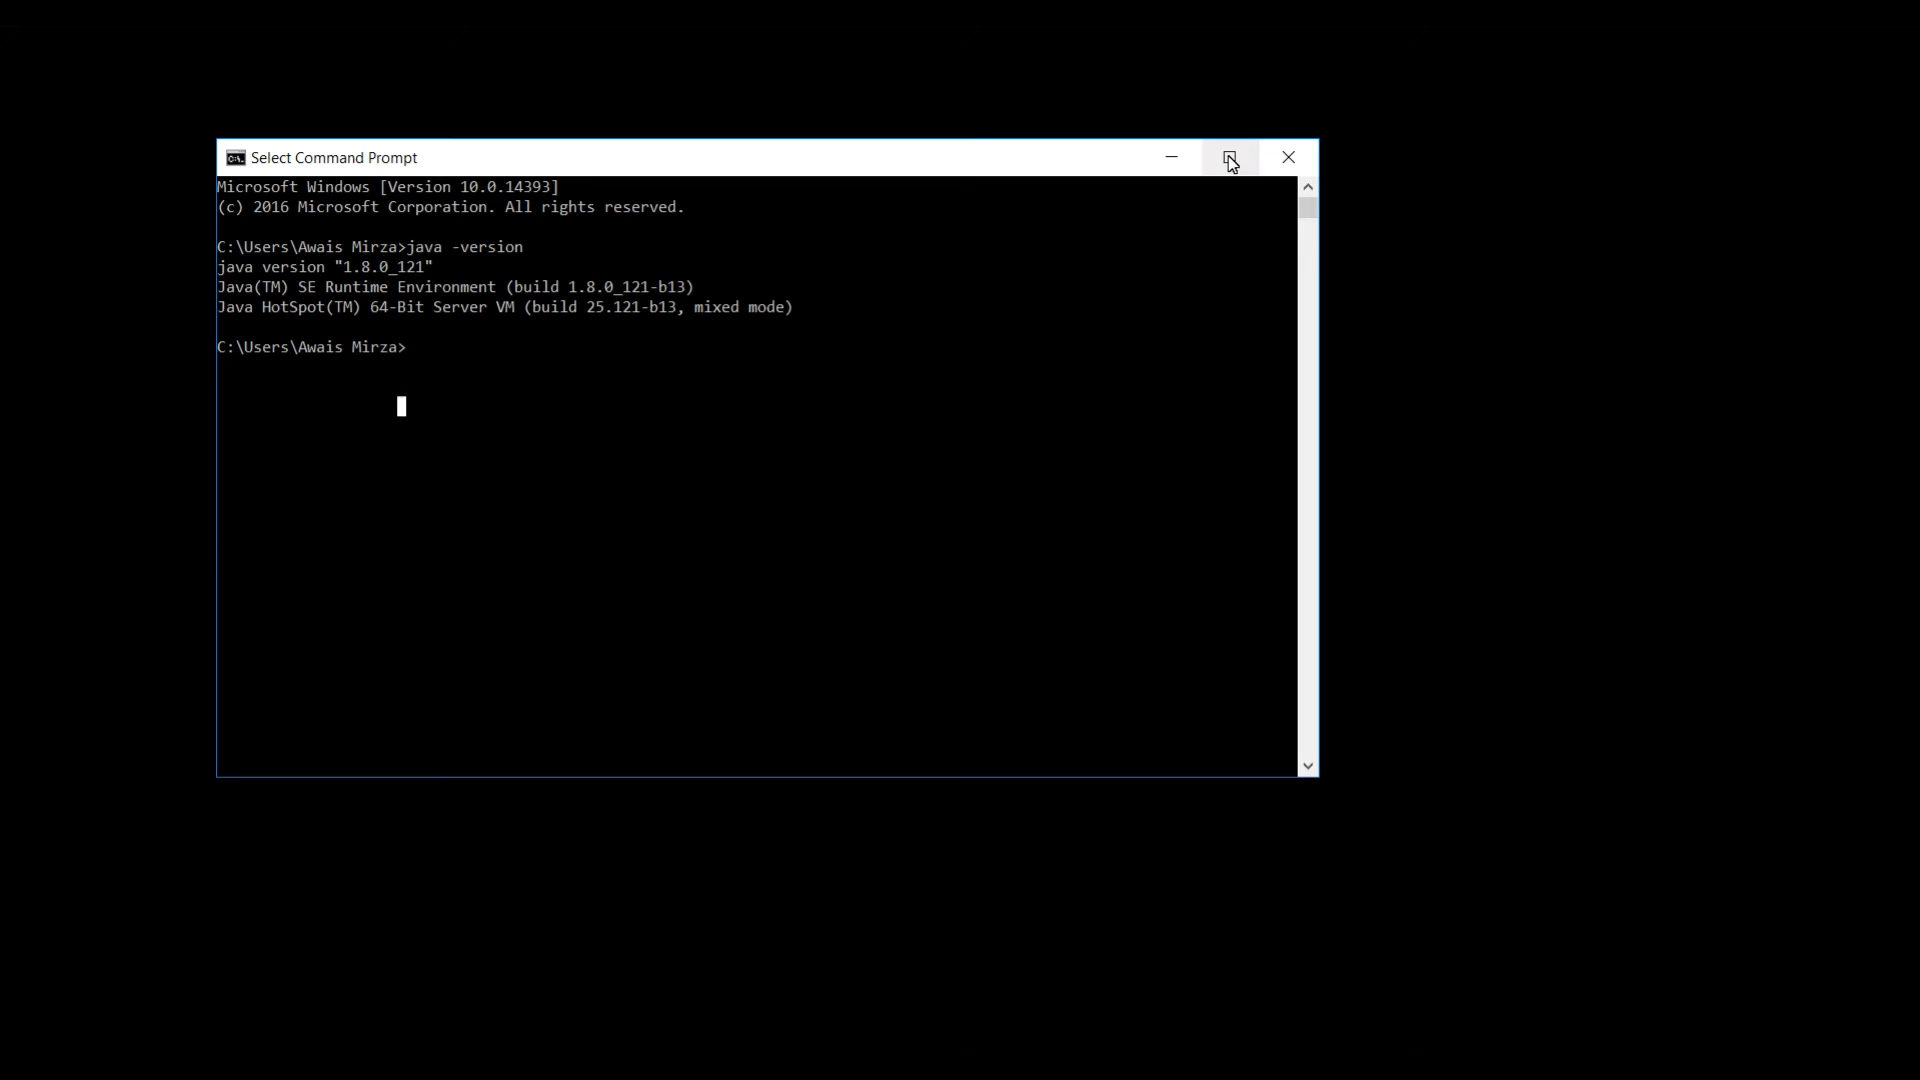 Select Command Prompt
Microsoft Windows [Version 10.0.14393]
(c) 2016 Microsoft Corporation. All rights reserved.
C:\Users\Awais Mirza>java -version
java version "1.8.0_121"
Java(TM) SE Runtime Environment (build 1.8.0_121-b13)
Java HotSpot(TM) 64-Bit Server VM (build 25.121-b13, mixed mode)
C:\Users\Awais Mirza>